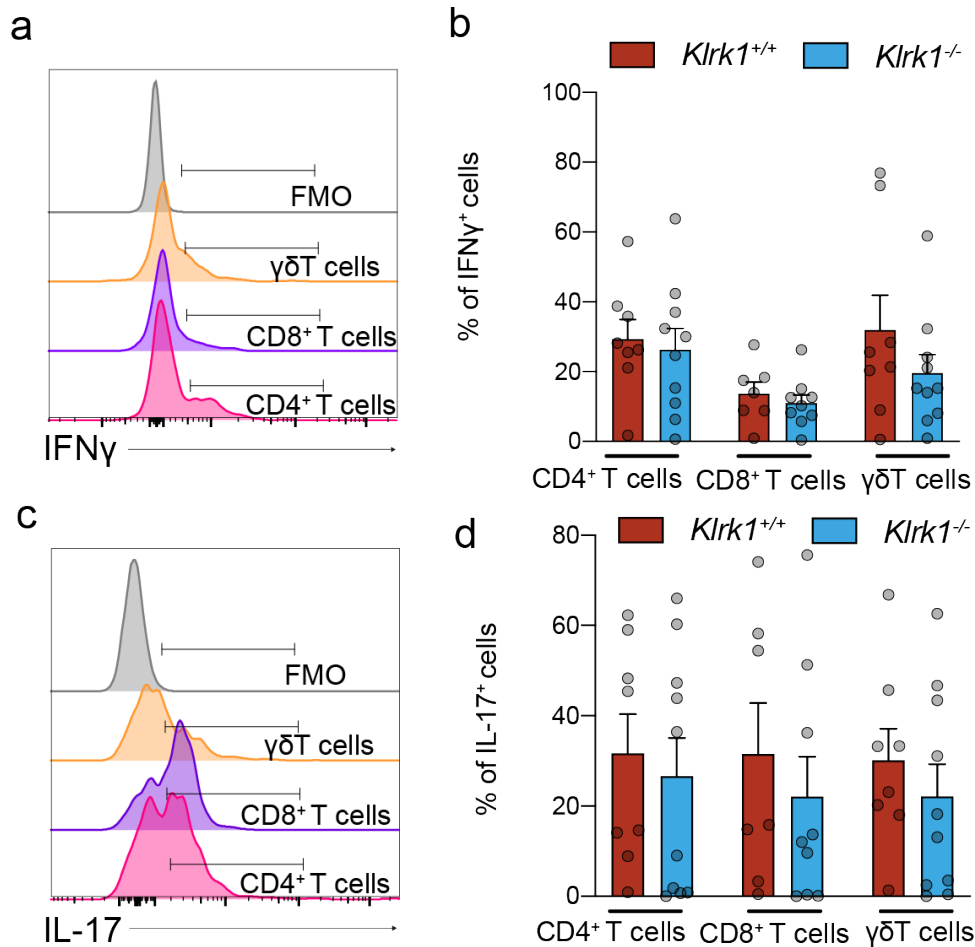 a
FMO
γδT cells
CD8⁺ T cells
CD4⁺ T cells
IFNγ
b
Klrk1⁺/⁺ Klrk1⁻/⁻
% of IFNγ⁺ cells
100
80
60
40
20
0
CD4⁺ T cells CD8⁺ T cells γδT cells
c
FMO
γδT cells
CD8⁺ T cells
CD4⁺ T cells
IL-17
d
Klrk1⁺/⁺ Klrk1⁻/⁻
% of IL-17⁺ cells
80
60
40
20
0
CD4⁺ T cells CD8⁺ T cells γδT cells